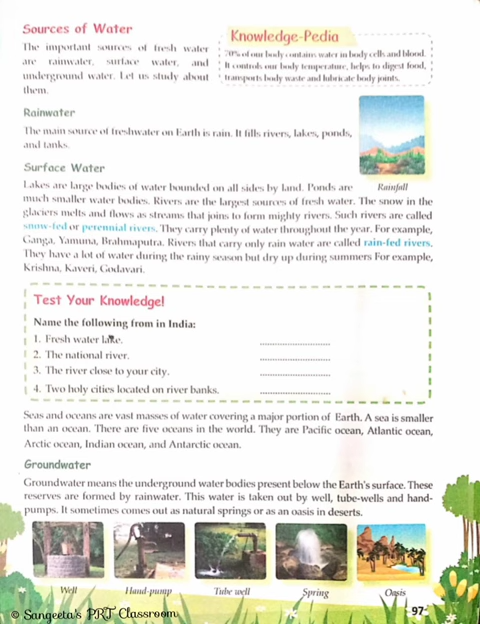 Sources of Water
The important sources of fresh water
are rainwater, surface water, and
underground water. Let us study about
them.
Knowledge-Pedia
70% of our body contains water in body cells and blood.
It controls our body temperature, helps to digest food,
transports body waste and lubricate body joints.
Rainwater
The main source of freshwater on Earth is rain. It fills rivers, lakes, ponds,
and tanks.
Rainfall
Surface Water
Lakes are large bodies of water bounded on all sides by land. Ponds are
much smaller water bodies. Rivers are the largest sources of fresh water. The snow in the
glaciers melts and flows as streams that joins to form mighty rivers. Such rivers are called
snow-fed or perennial rivers. They carry plenty of water throughout the year. For example,
Ganga, Yamuna, Brahmaputra. Rivers that carry only rain water are called rain-fed rivers.
They have a lot of water during the rainy season but dry up during summers For example,
Krishna, Kaveri, Godavari.
Test Your Knowledge!
Name the following from in India:
1. Fresh water lake.
2. The national river.
3. The river close to your city.
4. Two holy cities located on river banks.
Seas and oceans are vast masses of water covering a major portion of Earth. A sea is smaller
than an ocean. There are five oceans in the world. They are Pacific ocean, Atlantic ocean,
Arctic ocean, Indian ocean, and Antarctic ocean.
Groundwater
Groundwater means the underground water bodies present below the Earth's surface. These
reserves are formed by rainwater. This water is taken out by well, tube-wells and hand-
pumps. It sometimes comes out as natural springs or as an oasis in deserts.
Well Hand-pump Tube well Spring Oasis
97
© Sangeeta's PRT Classroom